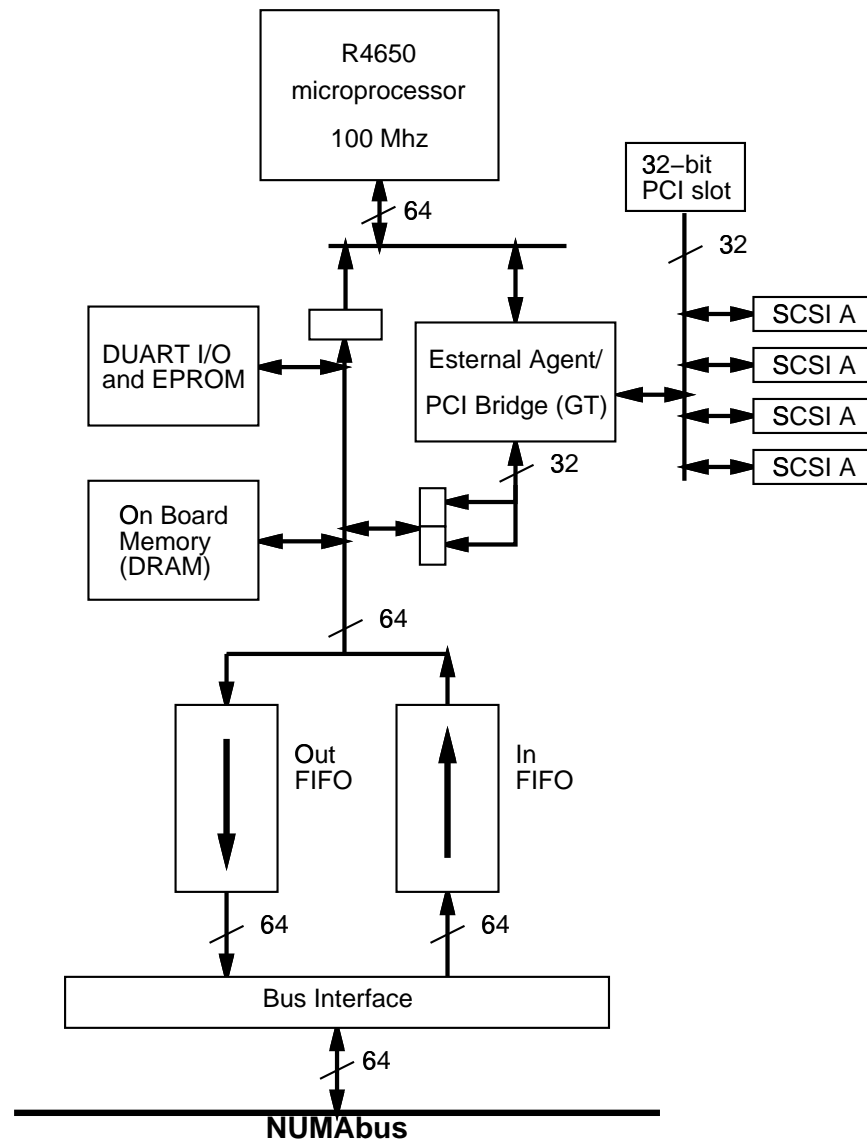 R4650
microprocessor
100 Mhz
32–bit
PCI slot
64
32
SCSI A
SCSI A
SCSI A
SCSI A
DUART I/O
and EPROM
Esternal Agent/
PCI Bridge (GT)
32
On Board
Memory
(DRAM)
64
Out
FIFO
In
FIFO
64
64
Bus Interface
64
NUMAbus